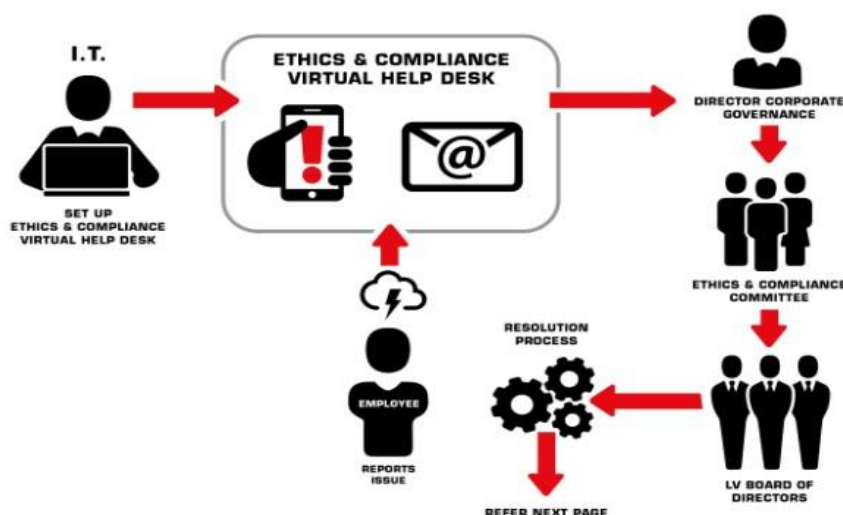 I.T.
SET UP
ETHICS & COMPLIANCE
VIRTUAL HELP DESK
ETHICS & COMPLIANCE
VIRTUAL HELP DESK
@
DIRECTOR CORPORATE
GOVERNANCE
ETHICS & COMPLIANCE
COMMITTEE
LV BOARD OF
DIRECTORS
RESOLUTION
PROCESS
REFER NEXT PAGE
EMPLOYEE
REPORTS
ISSUE